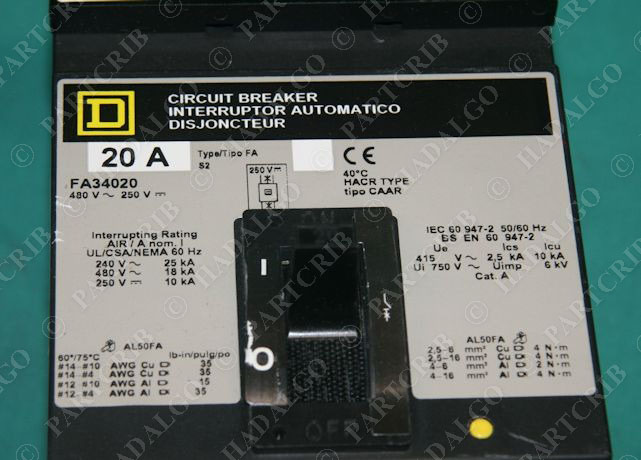 D
CIRCUIT BREAKER
INTERRUPTOR AUTOMATICO
DISJONCTEUR
20 A
Type/Tipo FA
S2
FA34020
480 V ~ 250 V ⎓
250 V ⎓
CE
40°C
HACR TYPE
tipo CAAR
Interrupting Rating
AIR / A nom. I
UL/CSA/NEMA 60 Hz
240 V ~ 25 kA
480 V ~ 18 kA
250 V ⎓ 10 kA
IEC 60 947-2 50/60 Hz
BS EN 60 947-2
Ue Ics Icu
415 V ~ 2,5 kA 10 kA
Ui 750 V ~ Uimp 6 kV
Cat. A
ON
I
O
OFF
AL50FA
60°/75°C lb-in/pulg/po
#14 - #10 AWG Cu 35
#14 - #4 AWG Cu 35
#12 - #10 AWG Al 15
#12 - #4 AWG Al 35
AL50FA
2,5-6 mm² Cu 4 N·m
2,5-16 mm² Cu 4 N·m
4-6 mm² Al 2 N·m
4-16 mm² Al 4 N·m
© PARTCRIB
© HADALGO